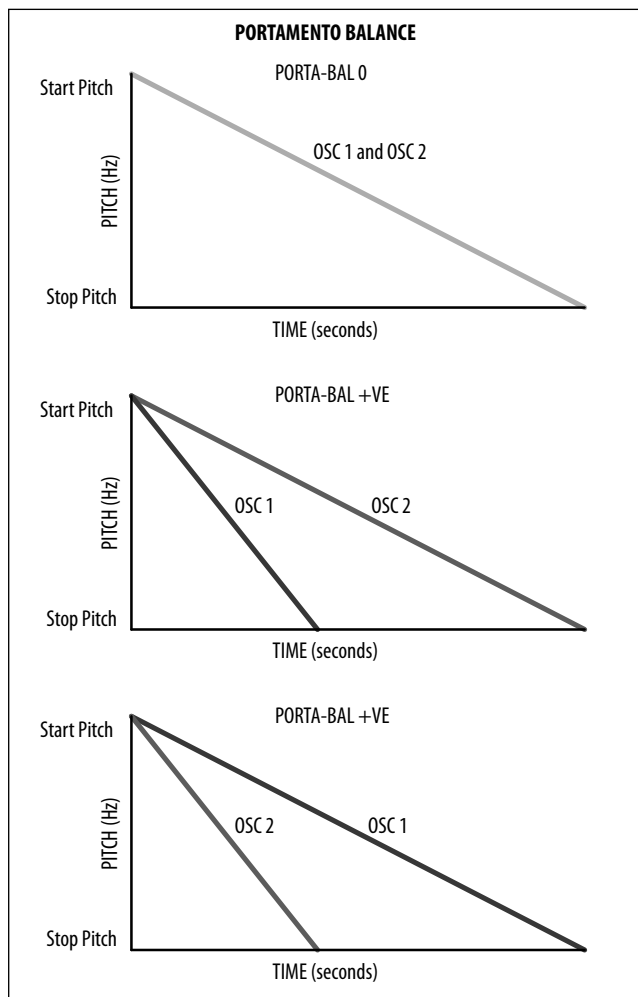 PORTAMENTO BALANCE
PORTA-BAL 0
Start Pitch
OSC 1 and OSC 2
PITCH (Hz)
Stop Pitch
TIME (seconds)
PORTA-BAL +VE
Start Pitch
OSC 1
OSC 2
PITCH (Hz)
Stop Pitch
TIME (seconds)
PORTA-BAL +VE
Start Pitch
OSC 2
OSC 1
PITCH (Hz)
Stop Pitch
TIME (seconds)